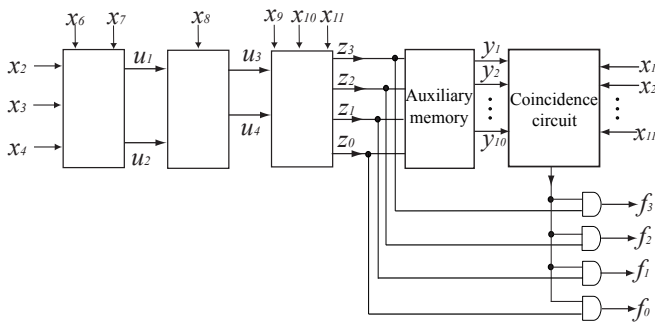 x6 x7 x8 x9 x10 x11
x2 u1 u3 z3 y1 x1
x3 z2 Auxiliary memory y2 Coincidence circuit x2
u4 z1 ⋮ ⋮
x4 u2 z0 y10 x11
f3
f2
f1
f0